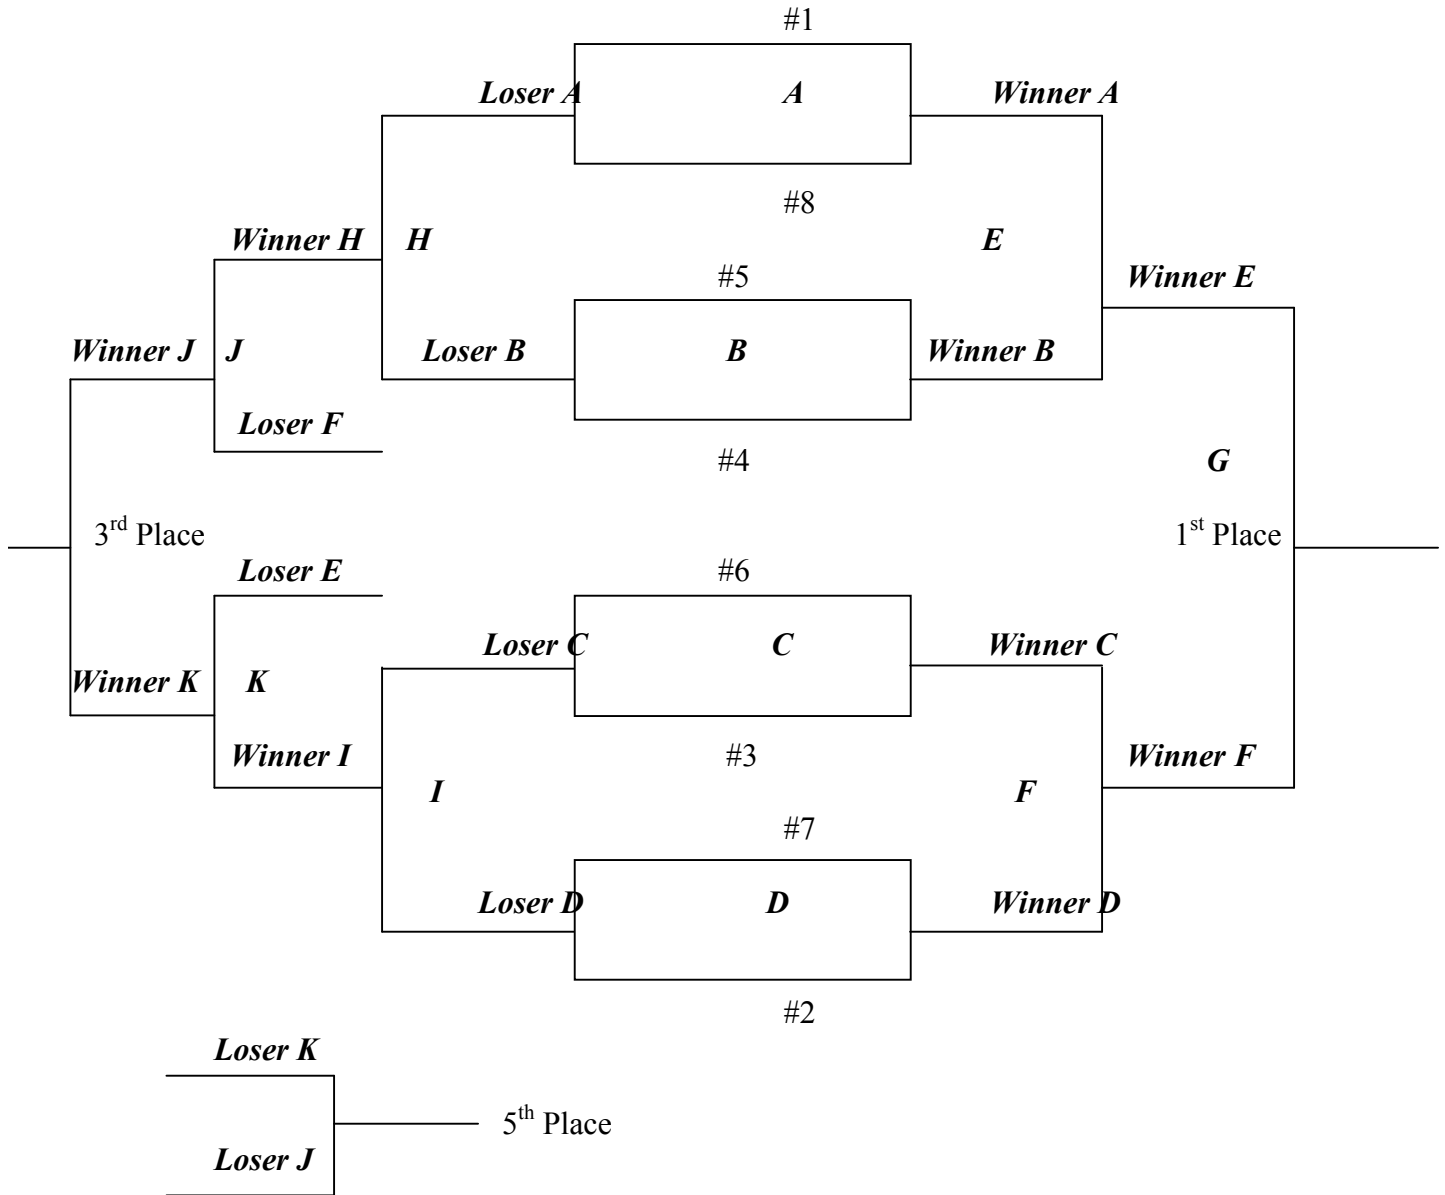 #1
Loser A A Winner A
#8
Winner H H E
#5 Winner E
Winner J J Loser B B Winner B
Loser F
#4 G
3rd Place 1st Place
Loser E #6
Loser C C Winner C
Winner K K
Winner I #3 Winner F
I F
#7
Loser D D Winner D
#2
Loser K
5th Place
Loser J